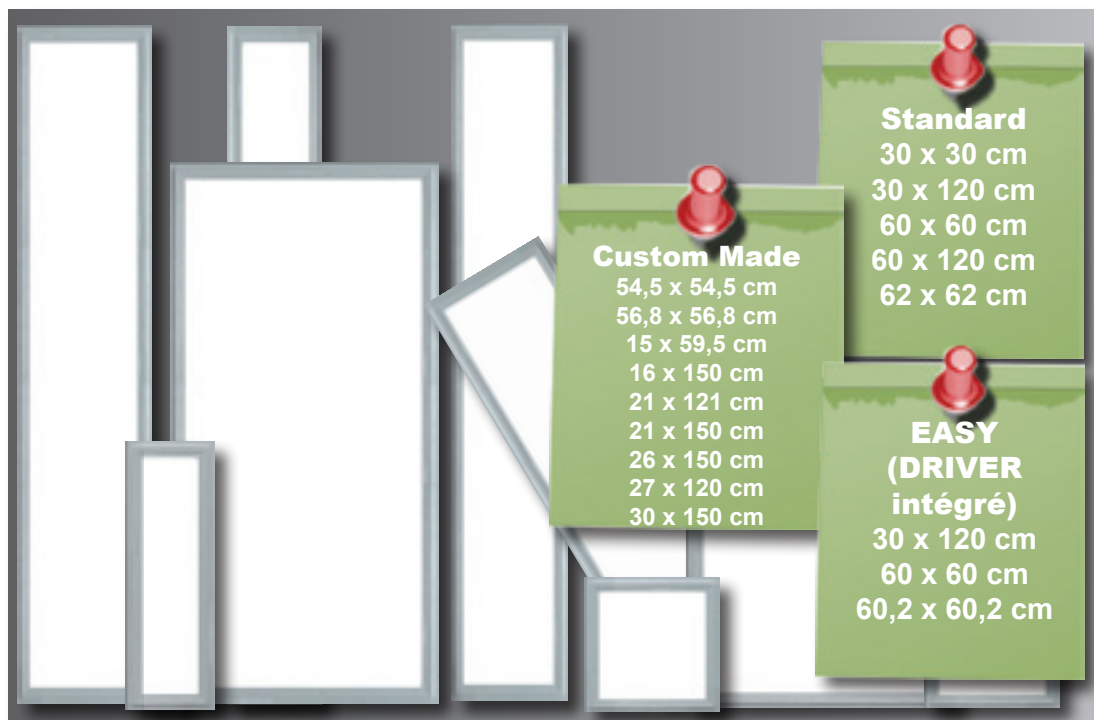 Standard
30 x 30 cm
30 x 120 cm
60 x 60 cm
60 x 120 cm
62 x 62 cm
Custom Made
54,5 x 54,5 cm
56,8 x 56,8 cm
15 x 59,5 cm
16 x 150 cm
21 x 121 cm
21 x 150 cm
26 x 150 cm
27 x 120 cm
30 x 150 cm
EASY
(DRIVER
intégré)
30 x 120 cm
60 x 60 cm
60,2 x 60,2 cm